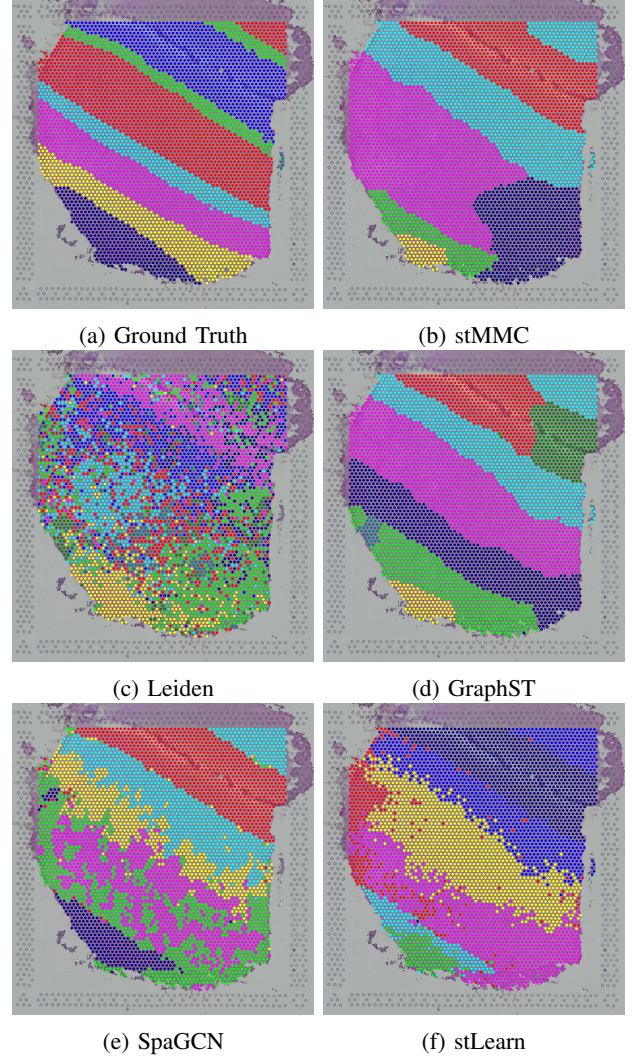 (a) Ground Truth
(b) stMMC
(c) Leiden
(d) GraphST
(e) SpaGCN
(f) stLearn